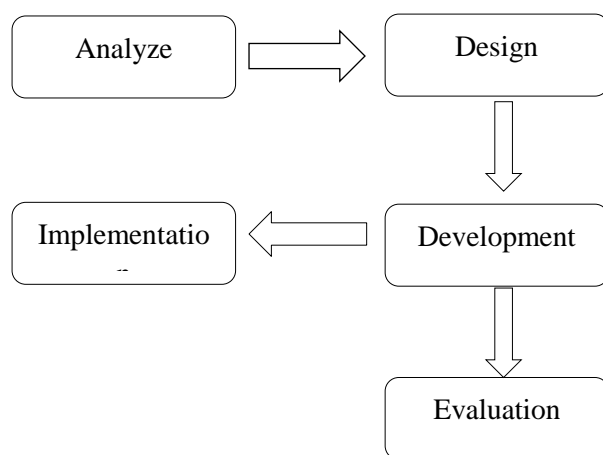 Analyze
Design
Implementatio
Development
Evaluation